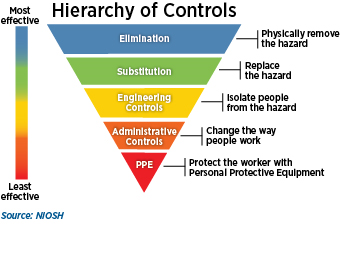 Hierarchy of Controls
Most
effective
Elimination
Physically remove
the hazard
Substitution
Replace
the hazard
Engineering
Controls
Isolate people
from the hazard
Administrative
Controls
Change the way
people work
PPE
Protect the worker with
Personal Protective Equipment
Least
effective
Source: NIOSH